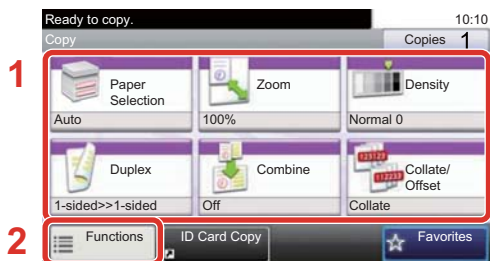 Ready to copy.
10:10
Copy
Copies 1
1
Paper
Selection
Auto
Zoom
100%
Density
Normal 0
Duplex
1-sided>>1-sided
Combine
Off
123123
112233
Collate/
Offset
Collate
2
Functions
ID Card Copy
Favorites